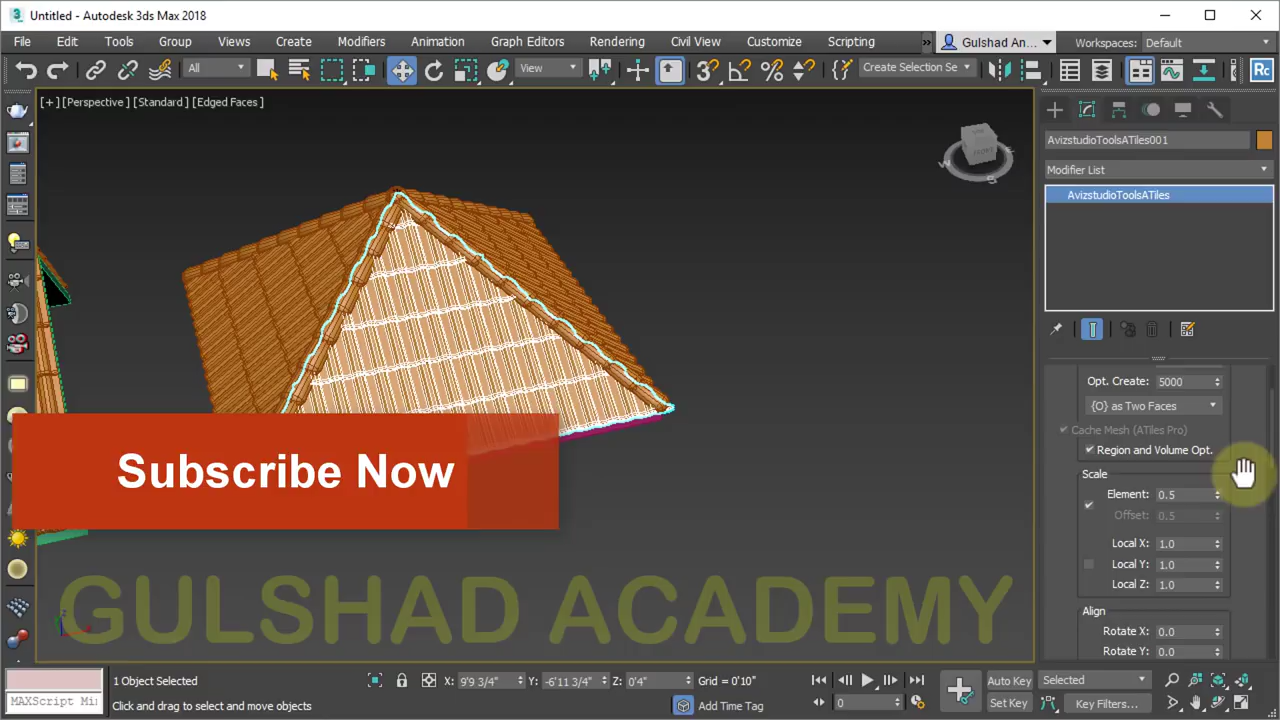 Untitled - Autodesk 3ds Max 2018
File Edit Tools Group Views Create Modifiers Animation Graph Editors Rendering Civil View Customize Scripting » Gulshad An... Workspaces: Default
All View Create Selection Se Rc
[+] [Perspective ] [Standard ] [Edged Faces ]
FRONT
AvizstudioToolsATiles001
Modifier List
AvizstudioToolsATiles
Opt. Create: 5000
{O} as Two Faces
Cache Mesh (ATiles Pro)
Region and Volume Opt.
Scale
Element: 0.5
Offset: 0.5
Local X: 1.0
Local Y: 1.0
Local Z: 1.0
Align
Rotate X: 0.0
Rotate Y: 0.0
Subscribe Now
GULSHAD ACADEMY
1 Object Selected X: 9'9 3/4" Y: -6'11 3/4" Z: 0'4" Grid = 0'10" Auto Key Selected
MAXScript Mi Click and drag to select and move objects Add Time Tag 0 Set Key Key Filters...